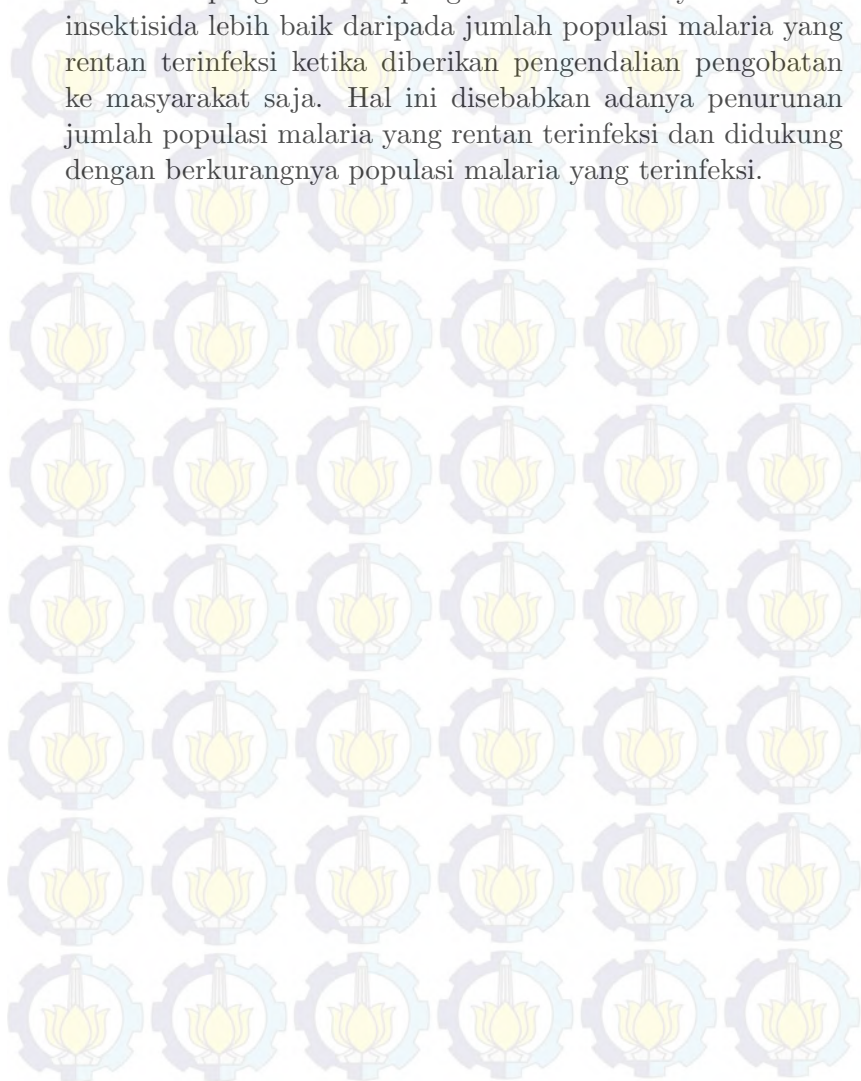 insektisida lebih baik daripada jumlah populasi malaria yang
rentan terinfeksi ketika diberikan pengendalian pengobatan
ke masyarakat saja. Hal ini disebabkan adanya penurunan
jumlah populasi malaria yang rentan terinfeksi dan didukung
dengan berkurangnya populasi malaria yang terinfeksi.